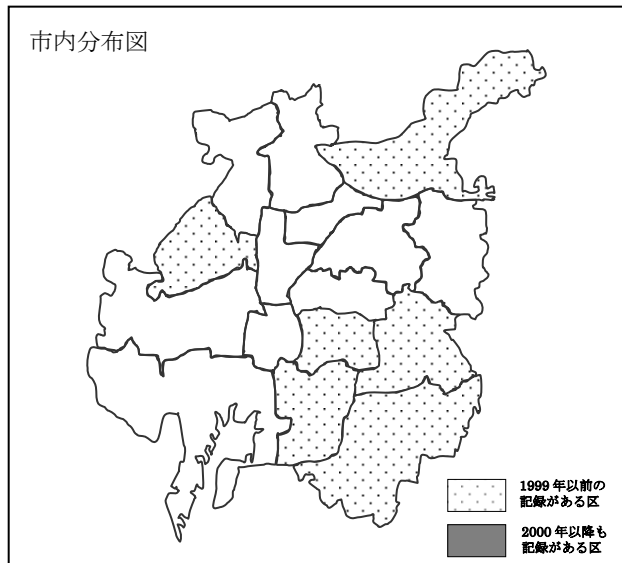 市内分布図
1999 年以前の
記録がある区
2000 年以降も
記録がある区